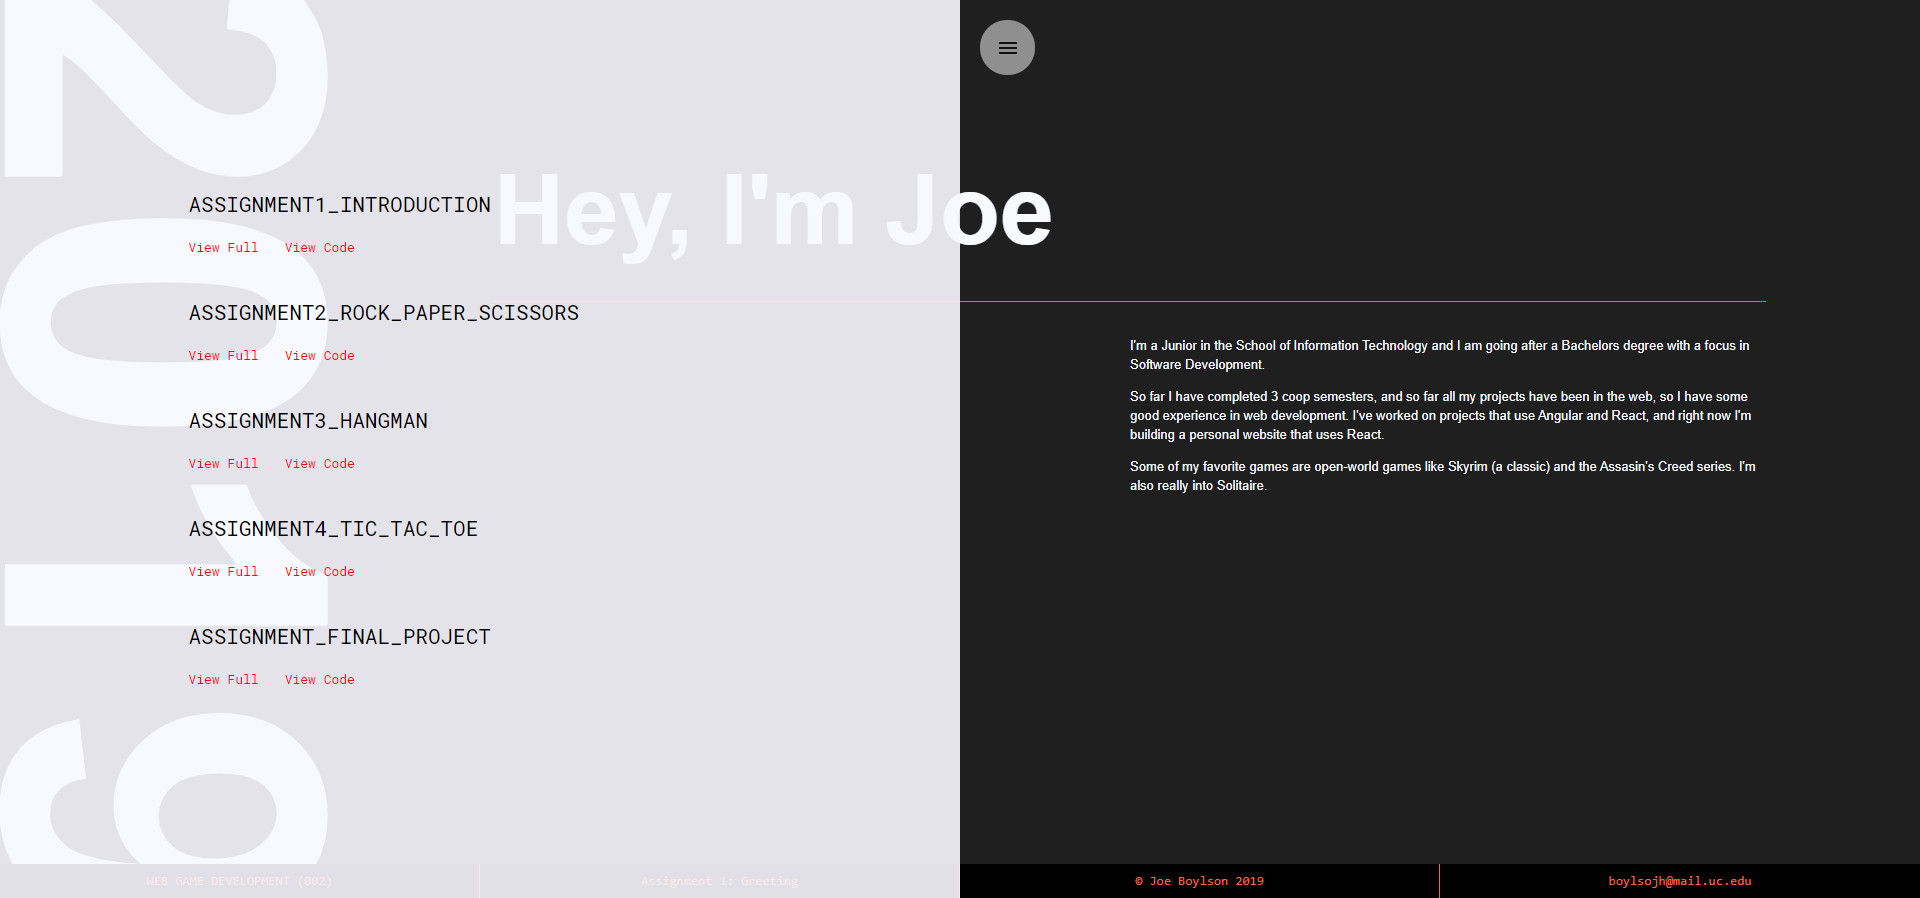 2019
ASSIGNMENT1_INTRODUCTION
View Full View Code
ASSIGNMENT2_ROCK_PAPER_SCISSORS
View Full View Code
ASSIGNMENT3_HANGMAN
View Full View Code
ASSIGNMENT4_TIC_TAC_TOE
View Full View Code
ASSIGNMENT_FINAL_PROJECT
View Full View Code
Hey, I'm Joe
I'm a Junior in the School of Information Technology and I am going after a Bachelors degree with a focus in
Software Development.
So far I have completed 3 coop semesters, and so far all my projects have been in the web, so I have some
good experience in web development. I've worked on projects that use Angular and React, and right now I'm
building a personal website that uses React.
Some of my favorite games are open-world games like Skyrim (a classic) and the Assasin's Creed series. I'm
also really into Solitaire.
WEB GAME DEVELOPMENT (002)
Assignment 1: Greeting
© Joe Boylson 2019
boylsojh@mail.uc.edu